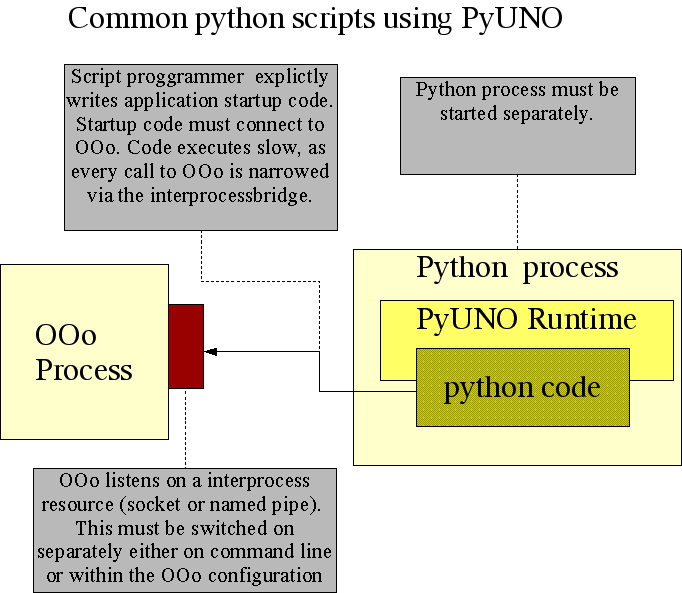 Common python scripts using PyUNO
Script proggrammer explictly
writes application startup code.
Startup code must connect to
OOo. Code executes slow, as
every call to OOo is narrowed
via the interprocessbridge.
Python process must be
started separately.
Python process
PyUNO Runtime
python code
OOo
Process
OOo listens on a interprocess
resource (socket or named pipe).
This must be switched on
separately either on command line
or within the OOo configuration